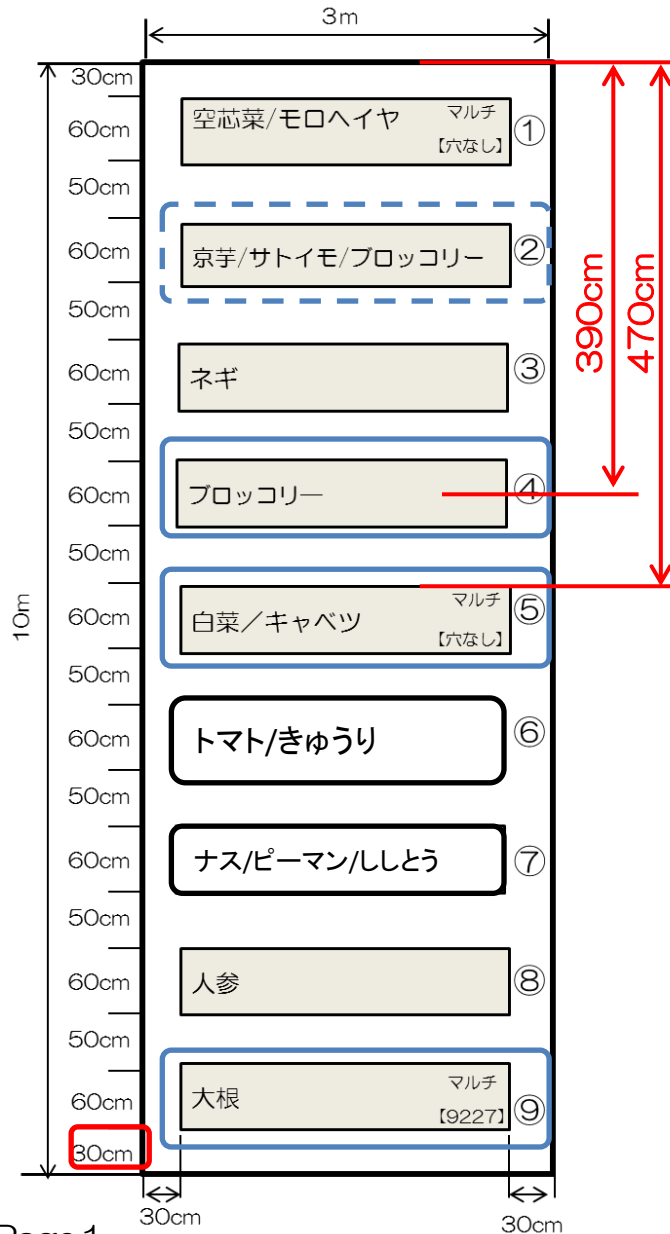 3m
30cm
60cm
空芯菜/モロヘイヤ
マルチ
【穴なし】
①
50cm
60cm
京芋/サトイモ/ブロッコリー
②
50cm
60cm
ネギ
③
50cm
60cm
ブロッコリー
④
390cm
470cm
50cm
60cm
白菜／キャベツ
マルチ
【穴なし】
⑤
10m
50cm
60cm
トマト/きゅうり
⑥
50cm
60cm
ナス/ピーマン/ししとう
⑦
50cm
60cm
人参
⑧
50cm
60cm
大根
マルチ
【9227】
⑨
30cm
30cm
30cm
Page 1